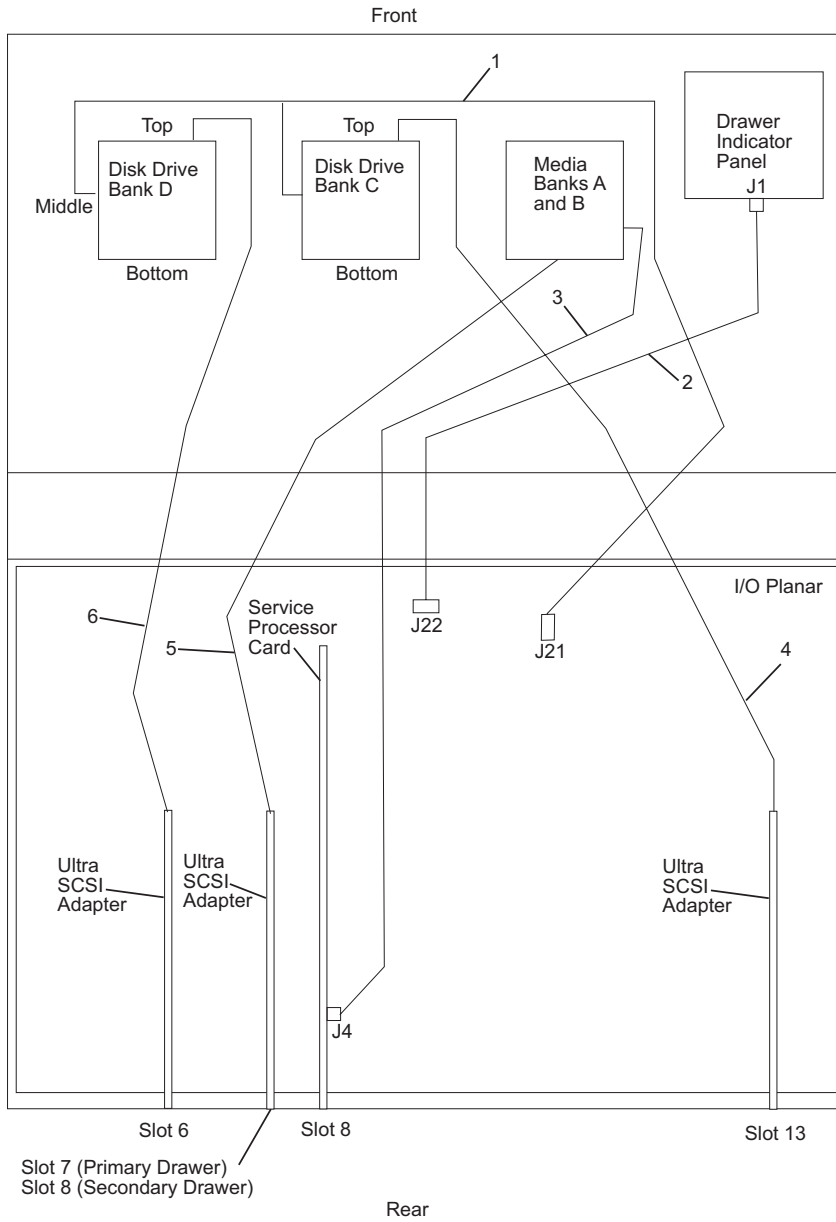 Front
1
Top
Top
Drawer
Indicator
Panel
J1
Disk Drive
Bank D
Disk Drive
Bank C
Media
Banks A
and B
Middle
Bottom
Bottom
3
2
I/O Planar
6
5
Service
Processor
Card
J22
J21
4
Ultra
SCSI
Adapter
Ultra
SCSI
Adapter
Ultra
SCSI
Adapter
J4
Slot 6
Slot 8
Slot 13
Slot 7 (Primary Drawer)
Slot 8 (Secondary Drawer)
Rear